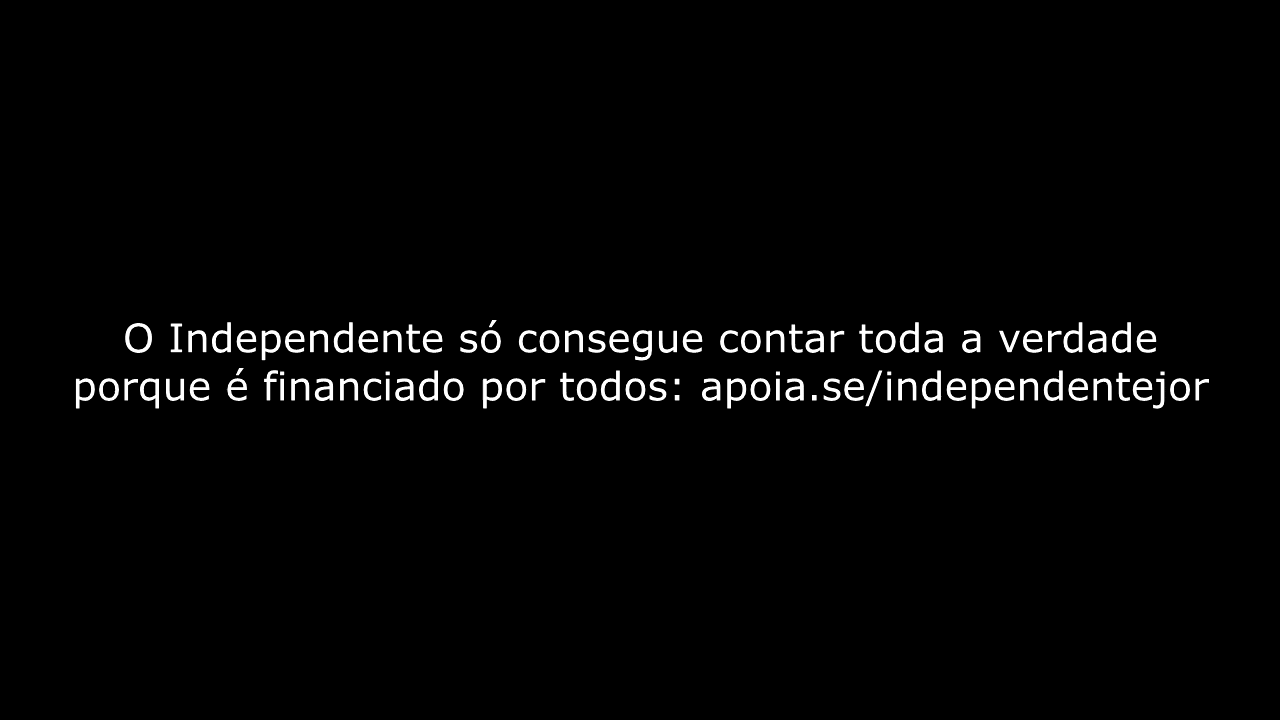 O Independente só consegue contar toda a verdade
porque é financiado por todos: apoia.se/independentejor